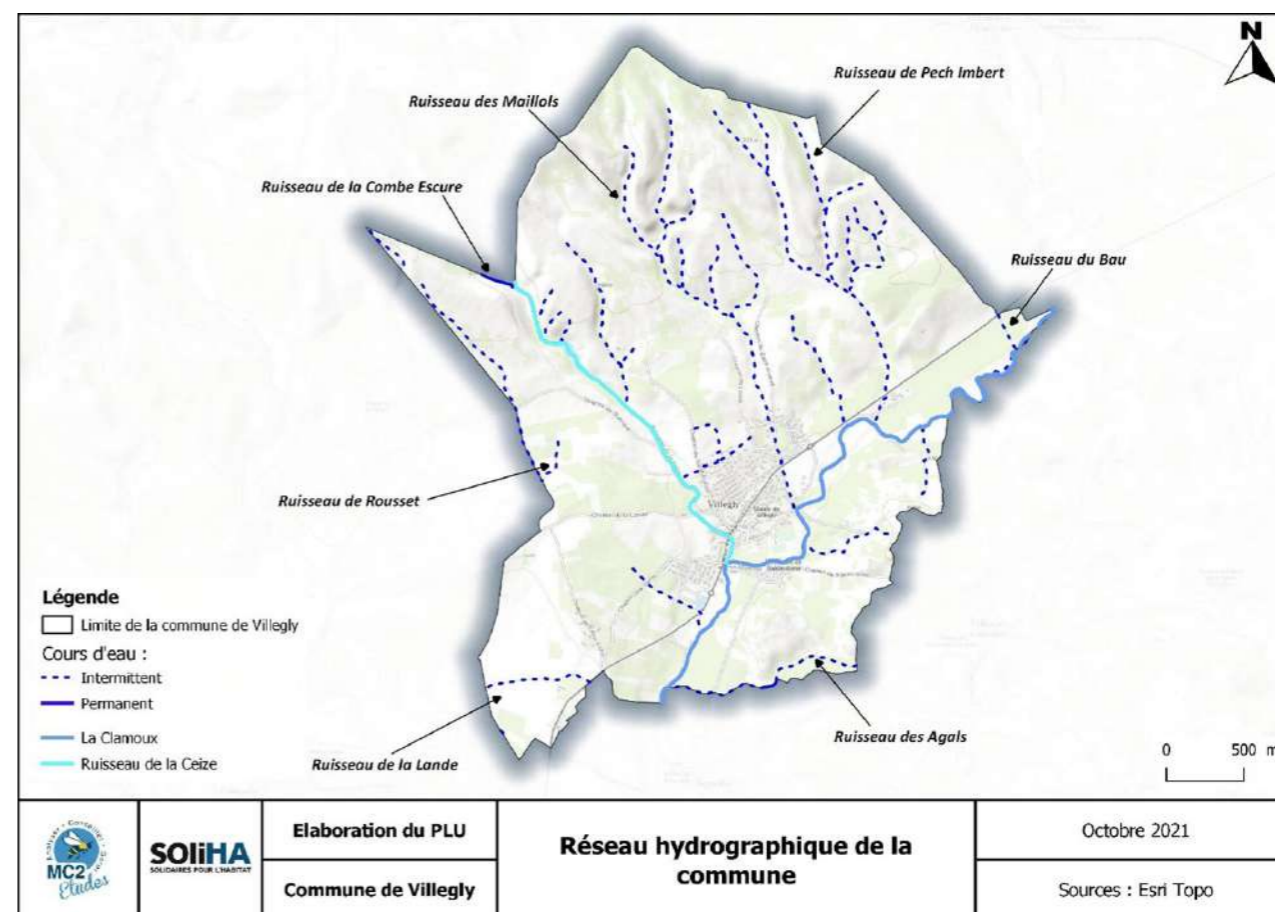 N
Ruisseau de Pech Imbert
Ruisseau des Maillols
Ruisseau de la Combe Escure
Ruisseau du Bau
Ruisseau de Rousset
Villegly
Légende
Limite de la commune de Villegly
Cours d'eau :
Intermittent
Permanent
La Clamoux
Ruisseau de la Ceize
Ruisseau de la Lande
Ruisseau des Agals
0 500 m
MC2
Etudes
SOliHA
SOLIDAIRES POUR L'HABITAT
Elaboration du PLU
Commune de Villegly
Réseau hydrographique de la
commune
Octobre 2021
Sources : Esri Topo